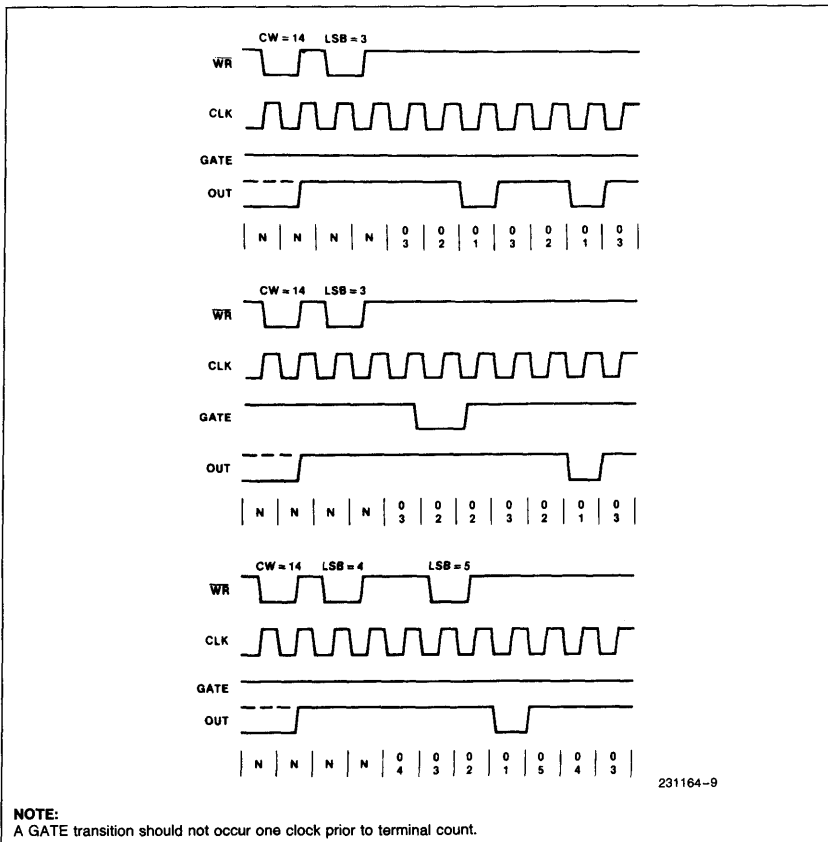 CW = 14 LSB = 3
WR
CLK
GATE
OUT
N N N N 0 0 0 0 0 0 0
3 2 1 3 2 1 3
CW = 14 LSB = 3
WR
CLK
GATE
OUT
N N N N 0 0 0 0 0 0 0
3 2 2 3 2 1 3
CW = 14 LSB = 4 LSB = 5
WR
CLK
GATE
OUT
N N N N 0 0 0 0 0 0 0
4 3 2 1 5 4 3
231164–9
NOTE:
A GATE transition should not occur one clock prior to terminal count.